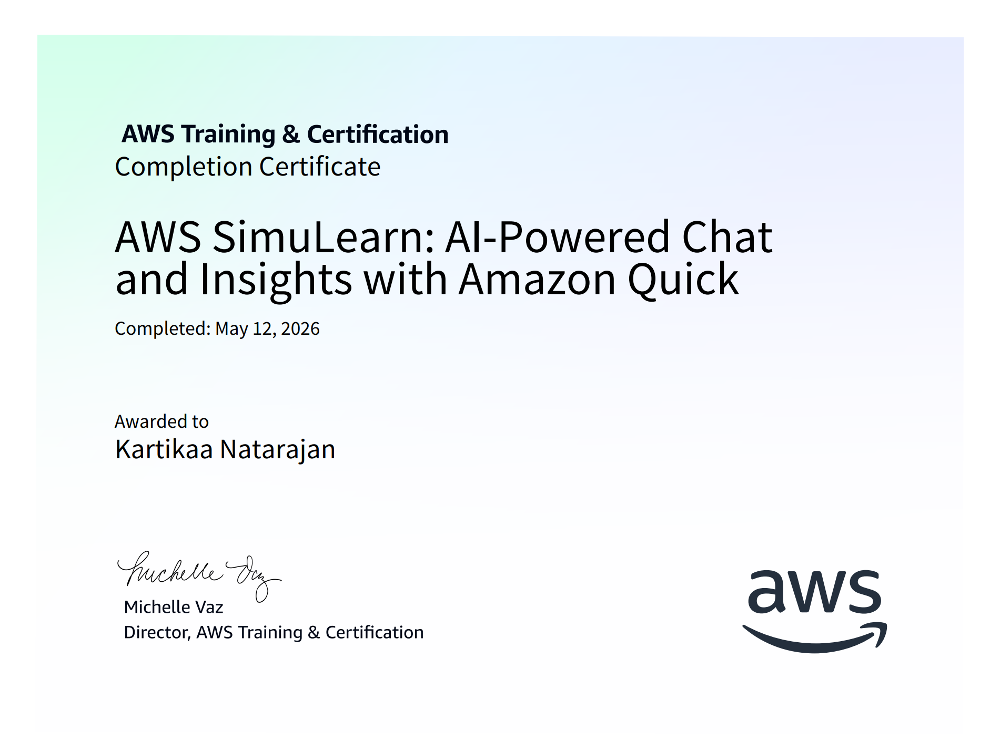 AWS Training & Certification
Completion Certificate
AWS SimuLearn: AI-Powered Chat
and Insights with Amazon Quick
Completed: May 12, 2026
Awarded to
Kartikaa Natarajan
Michelle Vaz
Michelle Vaz
Director, AWS Training & Certification
aws